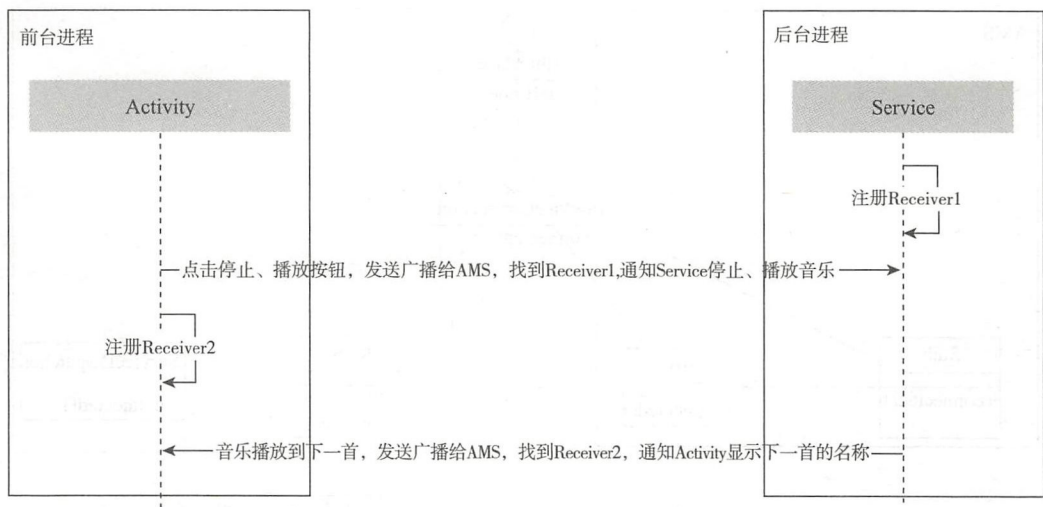 前台进程
后台进程
Activity
Service
注册Receiver1
点击停止、播放按钮，发送广播给AMS，找到Receiver1,通知Service停止、播放音乐
注册Receiver2
音乐播放到下一首，发送广播给AMS，找到Receiver2，通知Activity显示下一首的名称